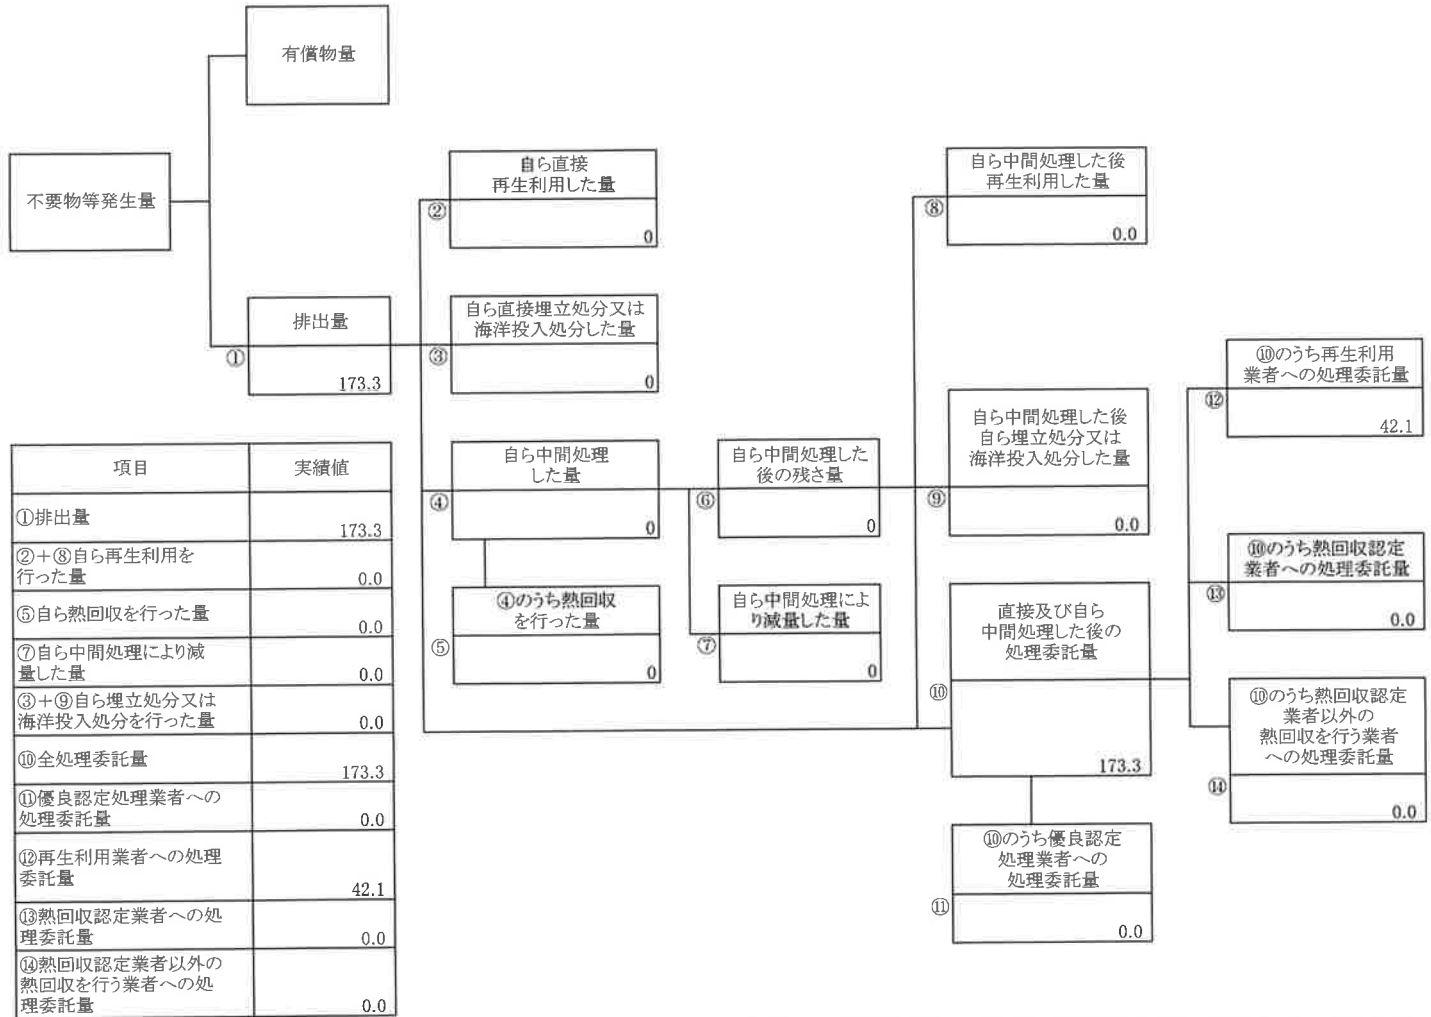 有償物量
不要物等発生量
排出量
①
173.3
自ら直接
再生利用した量
②
0
自ら直接埋立処分又は
海洋投入処分した量
③
0
自ら中間処理
した量
④
0
④のうち熱回収
を行った量
⑤
0
自ら中間処理した
後の残さ量
⑥
0
自ら中間処理によ
り減量した量
⑦
0
自ら中間処理した後
再生利用した量
⑧
0.0
自ら中間処理した後
自ら埋立処分又は
海洋投入処分した量
⑨
0.0
直接及び自ら
中間処理した後の
処理委託量
⑩
173.3
⑩のうち優良認定
処理業者への
処理委託量
⑪
0.0
⑩のうち再生利用
業者への処理委託量
⑫
42.1
⑩のうち熱回収認定
業者への処理委託量
⑬
0.0
⑩のうち熱回収認定
業者以外の
熱回収を行う業者
への処理委託量
⑭
0.0
項目 実績値
①排出量 173.3
②+⑧自ら再生利用を
行った量 0.0
⑤自ら熱回収を行った量 0.0
⑦自ら中間処理により減
量した量 0.0
③+⑨自ら埋立処分又は
海洋投入処分を行った量 0.0
⑩全処理委託量 173.3
⑪優良認定処理業者への
処理委託量 0.0
⑫再生利用業者への処理
委託量 42.1
⑬熱回収認定業者への処
理委託量 0.0
⑭熱回収認定業者以外の
熱回収を行う業者への処
理委託量 0.0